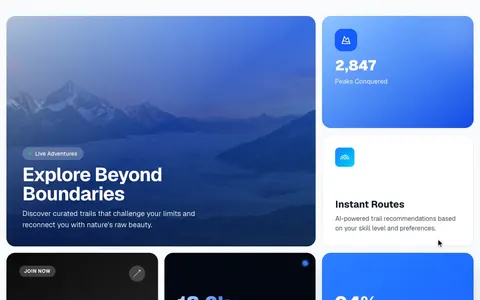 Live Adventures
Explore Beyond
Boundaries
Discover curated trails that challenge your limits and
reconnect you with nature's raw beauty.
2,847
Peaks Conquered
Instant Routes
AI-powered trail recommendations based
on your skill level and preferences.
JOIN NOW